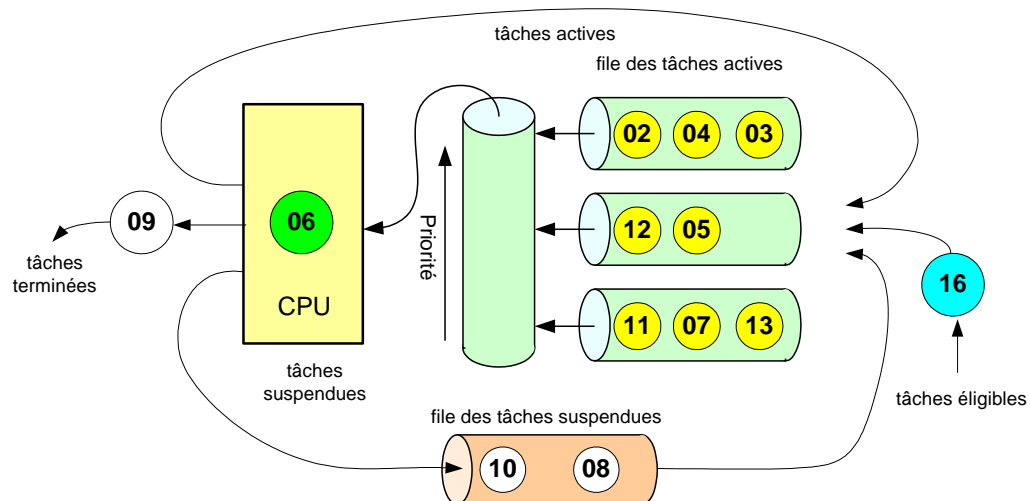 tâches actives
file des tâches actives
02 04 03
09
06
Priorité
12 05
tâches
terminées
CPU
16
11 07 13
tâches
suspendues
tâches éligibles
file des tâches suspendues
10 08